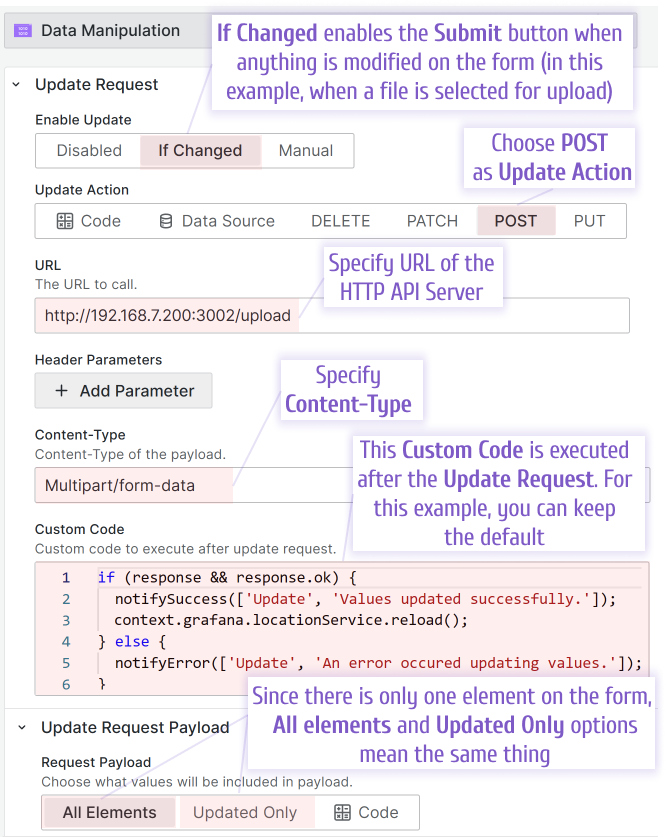 Data Manipulation
If Changed enables the Submit button when
anything is modified on the form (in this
example, when a file is selected for upload)
Update Request
Enable Update
Disabled If Changed Manual
Choose POST
as Update Action
Update Action
Code Data Source DELETE PATCH POST PUT
URL
The URL to call.
Specify URL of the
HTTP API Server
http://192.168.7.200:3002/upload
Header Parameters
+ Add Parameter
Specify
Content-Type
Content-Type
Content-Type of the payload.
Multipart/form-data
This Custom Code is executed
after the Update Request. For
this example, you can keep
the default
Custom Code
Custom code to execute after update request.
1 if (response && response.ok) {
2 notifySuccess(['Update', 'Values updated successfully.']);
3 context.grafana.locationService.reload();
4 } else {
5 notifyError(['Update', 'An error occured updating values.']);
6 }
Since there is only one element on the form,
All elements and Updated Only options
mean the same thing
Update Request Payload
Request Payload
Choose what values will be included in payload.
All Elements Updated Only Code